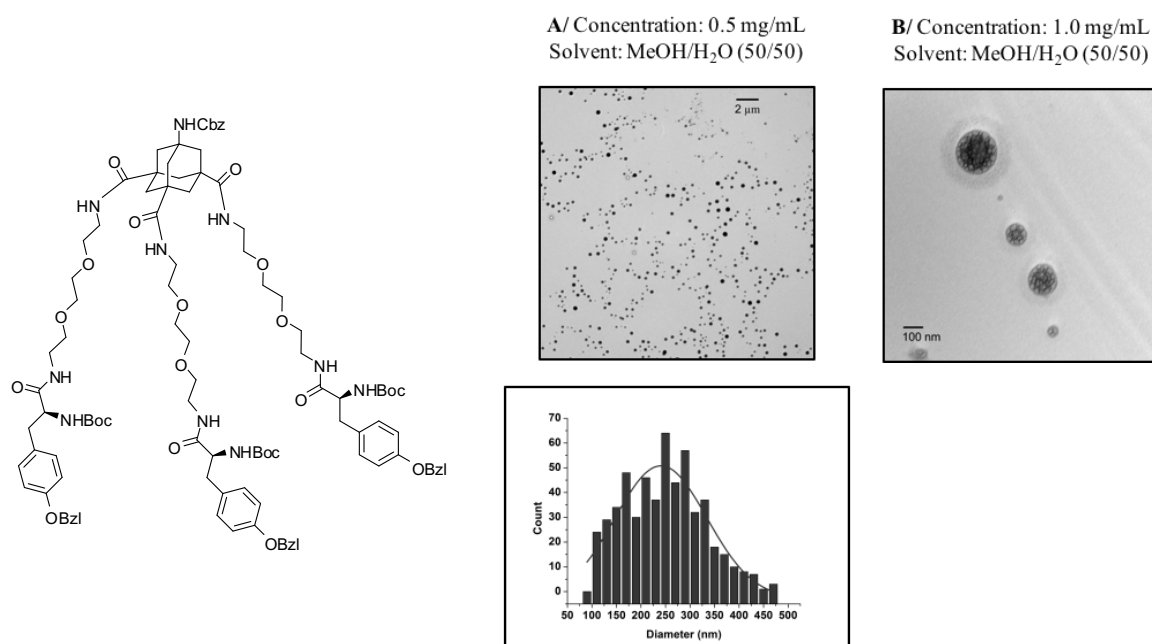 A/ Concentration: 0.5 mg/mL
Solvent: MeOH/H₂O (50/50)
B/ Concentration: 1.0 mg/mL
Solvent: MeOH/H₂O (50/50)
NHCbz
O
O
HN
O
NH
HN
O
O
O
O
O
O
NH
O
NH
NHBoc
O
NH
O
NHBoc
NHBoc
OBzl
OBzl
OBzl
2 μm
100 nm
70
60
50
40
30
20
10
0
Count
50 100 150 200 250 300 350 400 450 500
Diameter (nm)